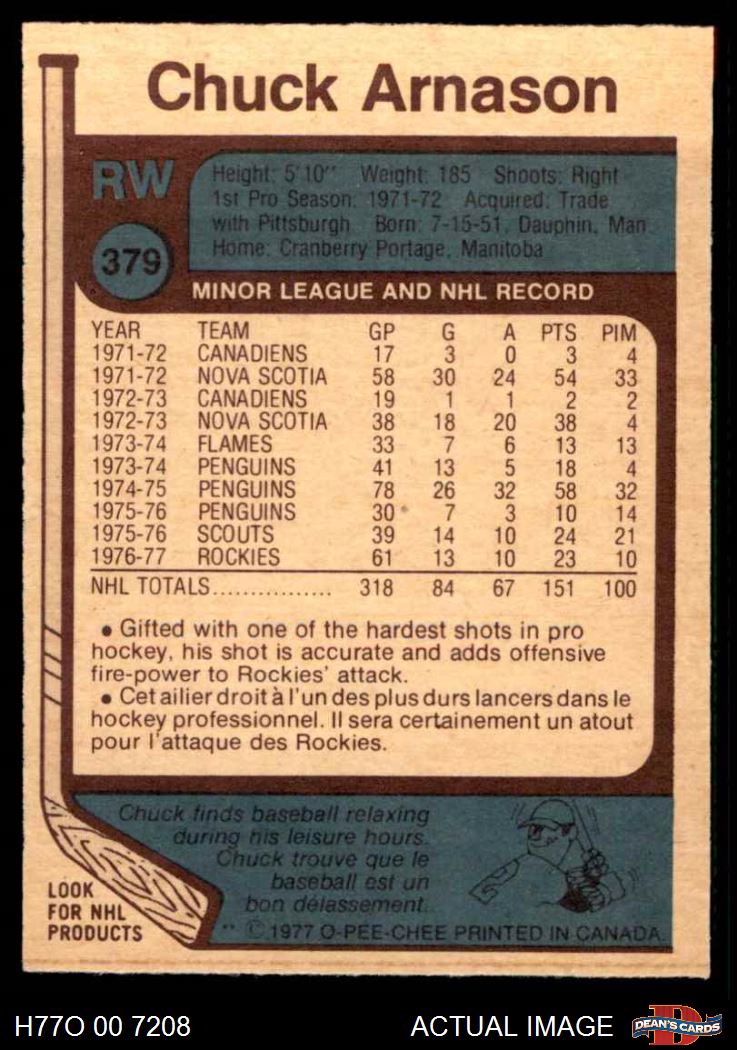 Chuck Arnason
RW
Height: 5'10'' Weight: 185 Shoots: Right
1st Pro Season: 1971-72 Acquired: Trade
with Pittsburgh Born: 7-15-51, Dauphin, Man.
Home: Cranberry Portage, Manitoba
379
MINOR LEAGUE AND NHL RECORD
YEAR TEAM GP G A PTS PIM
1971-72 CANADIENS 17 3 0 3 4
1971-72 NOVA SCOTIA 58 30 24 54 33
1972-73 CANADIENS 19 1 1 2 2
1972-73 NOVA SCOTIA 38 18 20 38 4
1973-74 FLAMES 33 7 6 13 13
1973-74 PENGUINS 41 13 5 18 4
1974-75 PENGUINS 78 26 32 58 32
1975-76 PENGUINS 30 7 3 10 14
1975-76 SCOUTS 39 14 10 24 21
1976-77 ROCKIES 61 13 10 23 10
NHL TOTALS................ 318 84 67 151 100
• Gifted with one of the hardest shots in pro
hockey, his shot is accurate and adds offensive
fire-power to Rockies' attack.
• Cet ailier droit à l'un des plus durs lancers dans le
hockey professionnel. Il sera certainement un atout
pour l'attaque des Rockies.
Chuck finds baseball relaxing
during his leisure hours.
Chuck trouve que le
baseball est un
bon délassement.
LOOK
FOR NHL
PRODUCTS
** © 1977 O-PEE-CHEE PRINTED IN CANADA.
H77O 00 7208 ACTUAL IMAGE
D
DEAN'S CARDS